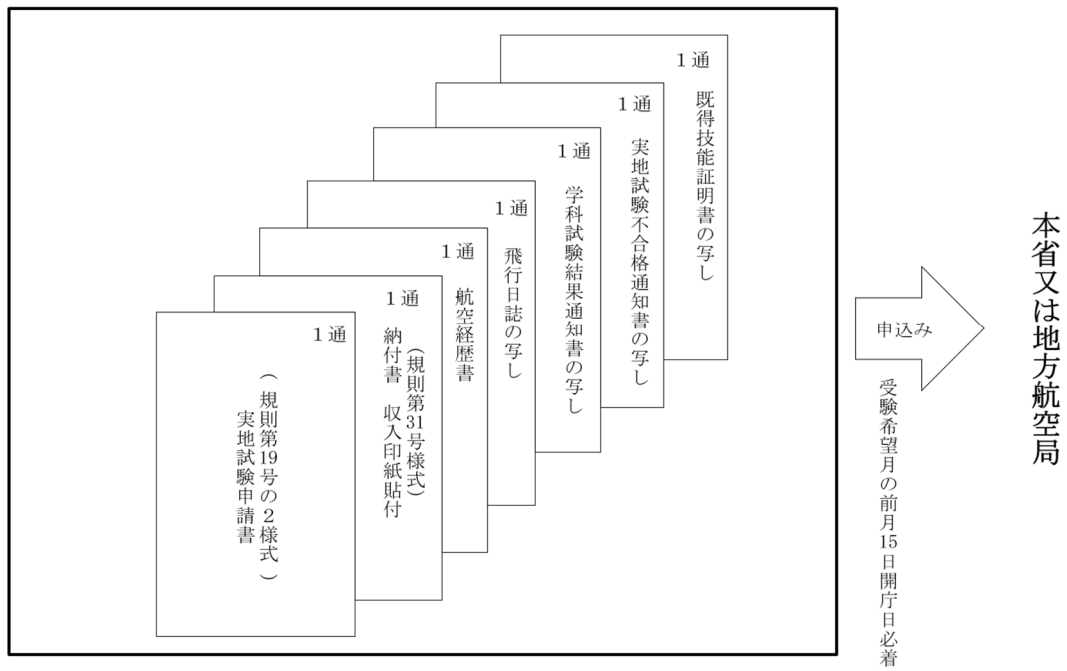 1通
既得技能証明書の写し
1通
実地試験不合格通知書の写し
1通
学科試験結果通知書の写し
1通
飛行日誌の写し
1通
航空経歴書
1通
(規則第31号様式)
納付書 収入印紙貼付
1通
(規則第19号の2様式)
実地試験申請書
申込み
受験希望月の前月15日開庁日必着
本省又は地方航空局